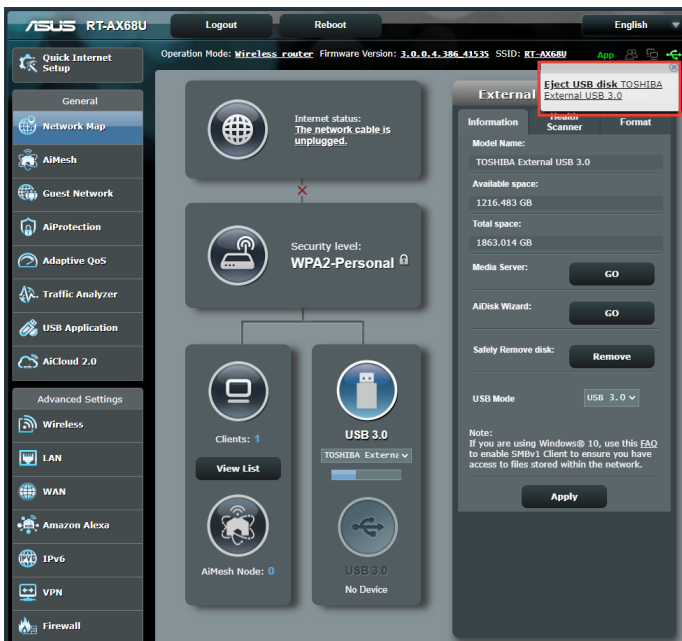 ASUS RT-AX68U
Logout
Reboot
English
Quick Internet
Setup
Operation Mode: Wireless router Firmware Version: 3.0.0.4.386_41535 SSID: RT-AX68U
App
Eject USB disk TOSHIBA
External USB 3.0
General
Network Map
AiMesh
Guest Network
AiProtection
Adaptive QoS
Traffic Analyzer
USB Application
AiCloud 2.0
Advanced Settings
Wireless
LAN
WAN
Amazon Alexa
IPv6
VPN
Firewall
Internet status:
The network cable is
unplugged.
Security level:
WPA2-Personal
Clients: 1
View List
AiMesh Node: 0
USB 3.0
TOSHIBA Externa
USB 3.0
No Device
External
Information
Health
Scanner
Format
Model Name:
TOSHIBA External USB 3.0
Available space:
1216.483 GB
Total space:
1863.014 GB
Media Server:
GO
AiDisk Wizard:
GO
Safely Remove disk:
Remove
USB Mode
USB 3.0
Note:
If you are using Windows® 10, use this FAQ
to enable SMBv1 Client to ensure you have
access to files stored within the network.
Apply